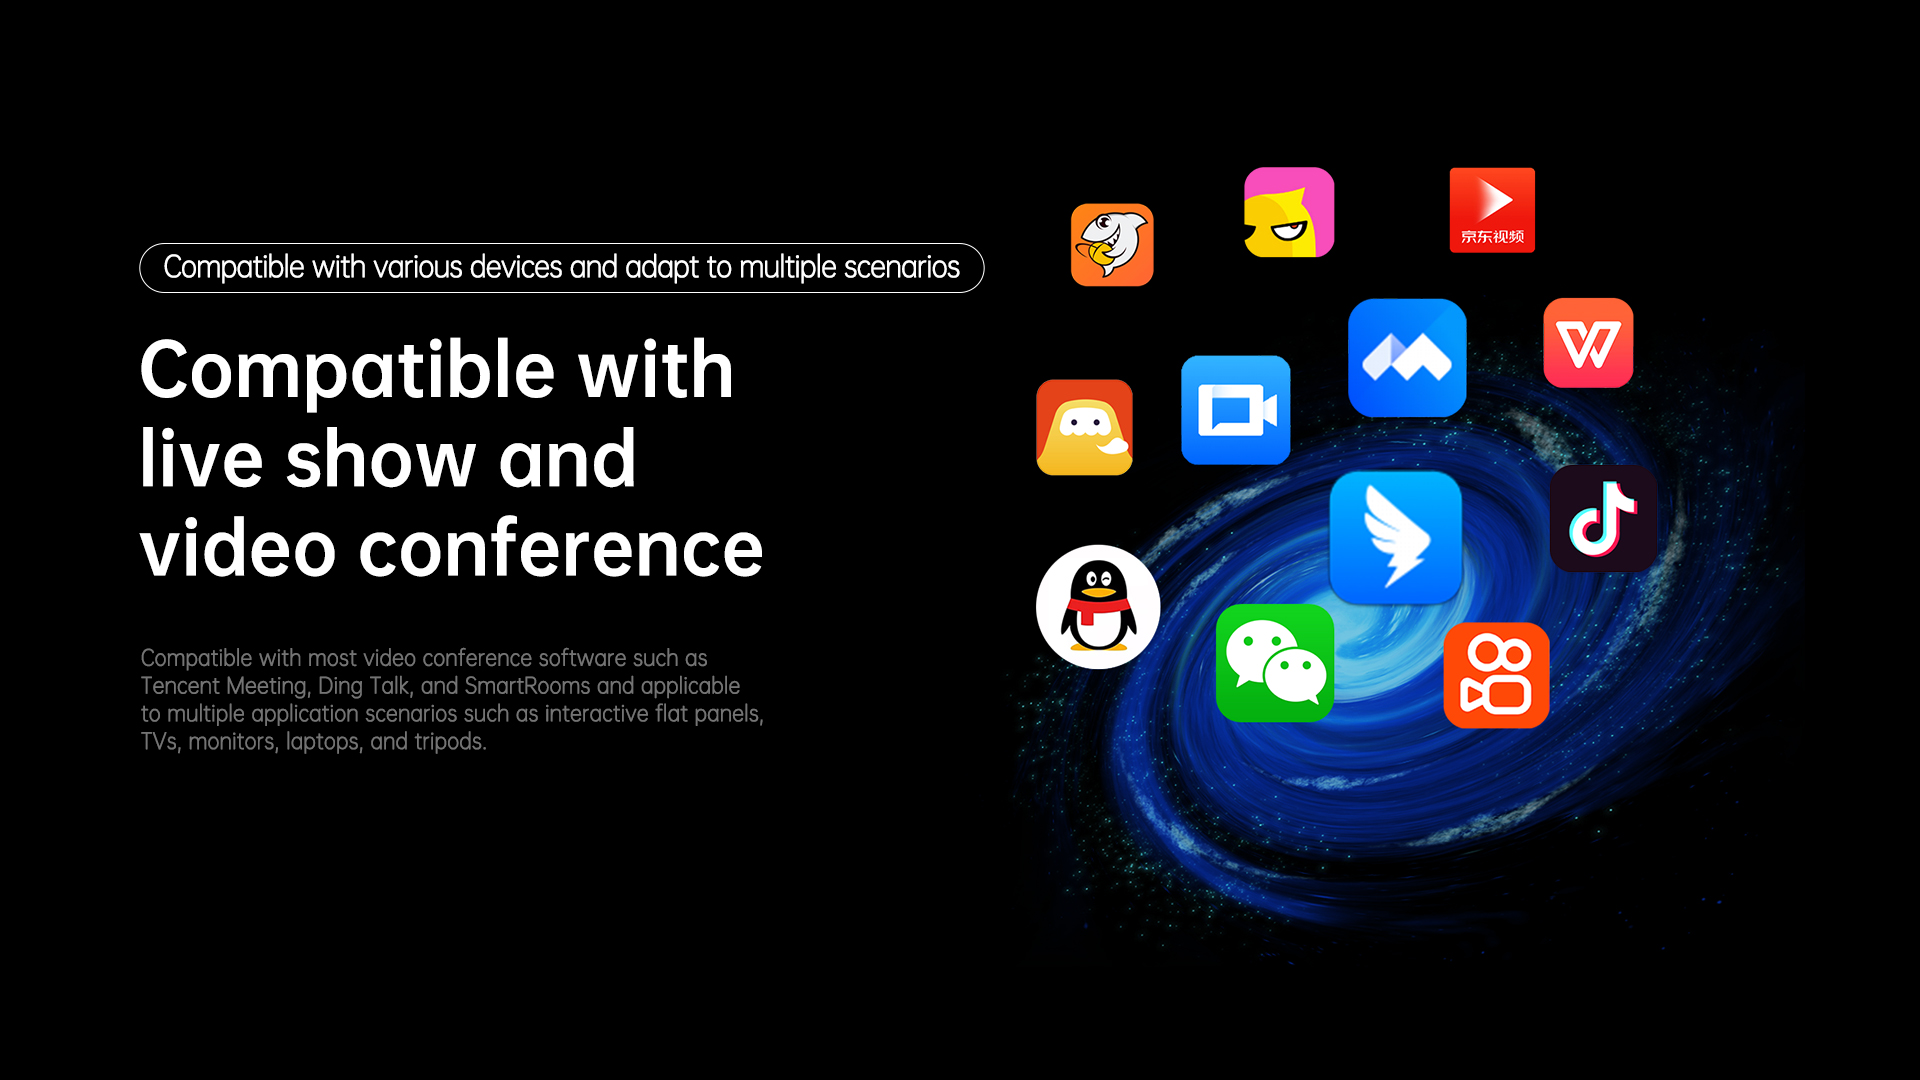 Compatible with various devices and adapt to multiple scenarios
Compatible with
live show and
video conference
Compatible with most video conference software such as
Tencent Meeting, Ding Talk, and SmartRooms and applicable
to multiple application scenarios such as interactive flat panels,
TVs, monitors, laptops, and tripods.
京东视频